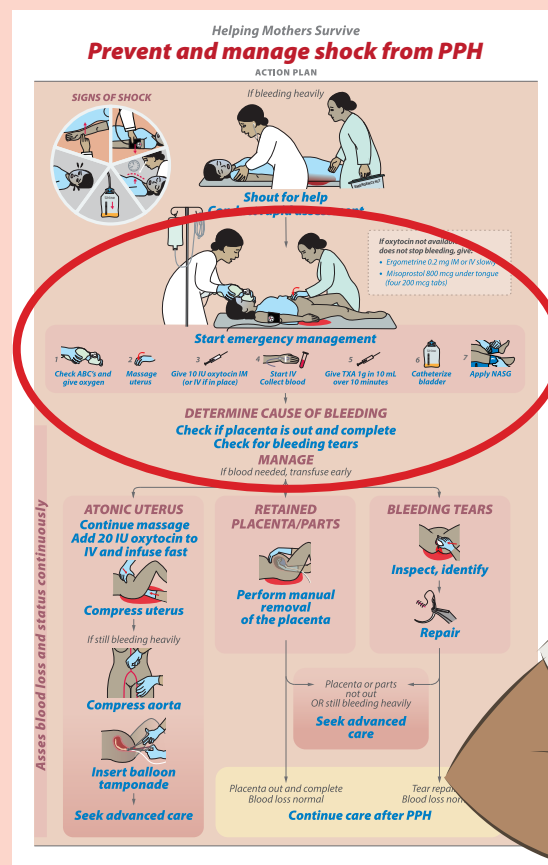 Helping Mothers Survive
Prevent and manage shock from PPH
ACTION PLAN
SIGNS OF SHOCK
If bleeding heavily
Shout for help
If oxytocin not
does not stop bleeding, give:
• Ergometrine 0.2 mg IM or IV slowly
• Misoprostol 800 mcg under tongue
(four 200 mcg tabs)
Start emergency management
1
Check ABC's and
give oxygen
2
Massage
uterus
3
Give 10 IU oxytocin IM
(or IV if in place)
4
Start IV
Collect blood
5
Give TXA 1g in 10 mL
over 10 minutes
6
Catheterize
bladder
7
Apply NASG
DETERMINE CAUSE OF BLEEDING
Check if placenta is out and complete
Check for bleeding tears
MANAGE
If blood needed, transfuse early
Asses blood loss and status continuously
ATONIC UTERUS
Continue massage
Add 20 IU oxytocin to
IV and infuse fast
Compress uterus
If still bleeding heavily
Compress aorta
Insert balloon
tamponade
Seek advanced care
RETAINED
PLACENTA/PARTS
Perform manual
removal
of the placenta
BLEEDING TEARS
Inspect, identify
Repair
Placenta or parts
not out
OR still bleeding heavily
Seek advanced
care
Placenta out and complete
Blood loss normal
Tear
Blood loss
Continue care after PPH